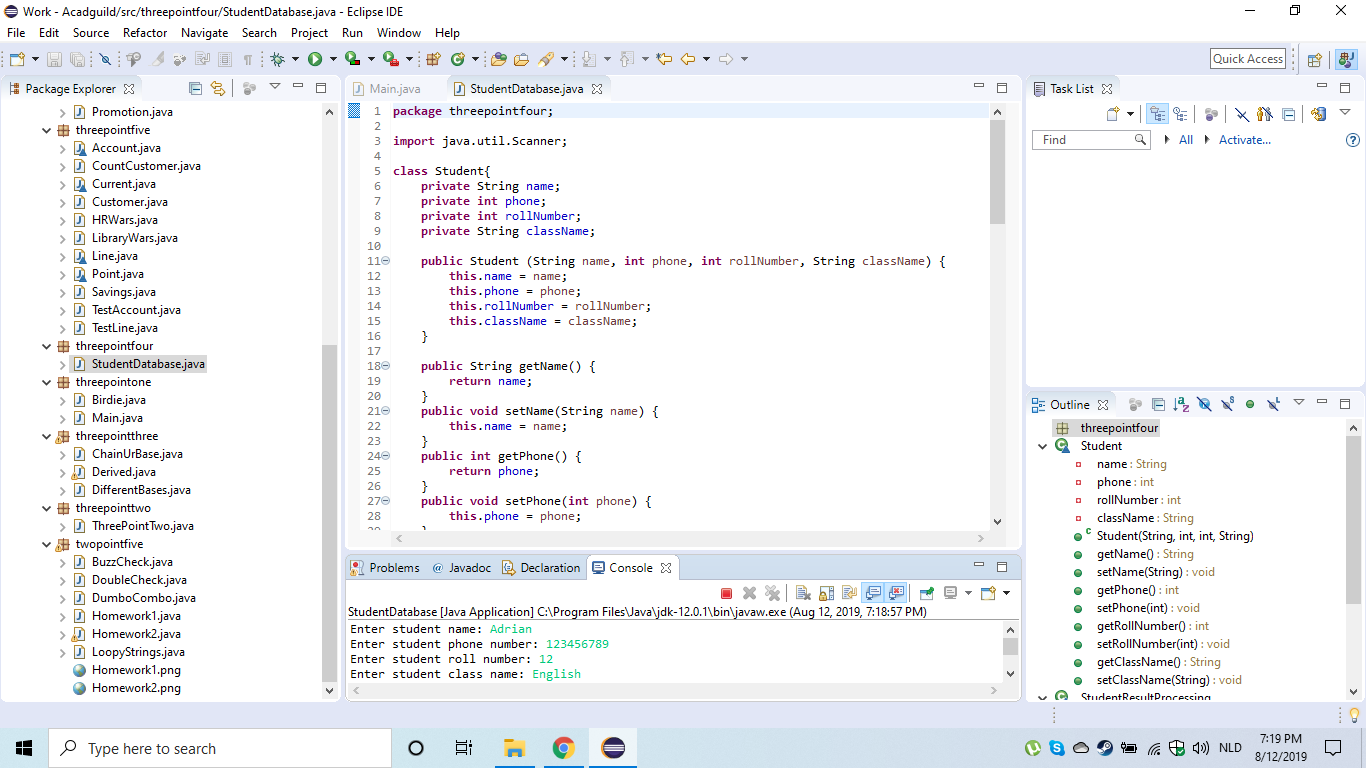 Work - Acadguild/src/threepointfour/StudentDatabase.java - Eclipse IDE
File Edit Source Refactor Navigate Search Project Run Window Help
Quick Access
Package Explorer
Promotion.java
threepointfive
Account.java
CountCustomer.java
Current.java
Customer.java
HRWars.java
LibraryWars.java
Line.java
Point.java
Savings.java
TestAccount.java
TestLine.java
threepointfour
StudentDatabase.java
threepointone
Birdie.java
Main.java
threepointthree
ChainUrBase.java
Derived.java
DifferentBases.java
threepointtwo
ThreePointTwo.java
twopointfive
BuzzCheck.java
DoubleCheck.java
DumboCombo.java
Homework1.java
Homework2.java
LoopyStrings.java
Homework1.png
Homework2.png
Main.java StudentDatabase.java
1 package threepointfour;
2
3 import java.util.Scanner;
4
5 class Student{
6 private String name;
7 private int phone;
8 private int rollNumber;
9 private String className;
10
11 public Student (String name, int phone, int rollNumber, String className) {
12 this.name = name;
13 this.phone = phone;
14 this.rollNumber = rollNumber;
15 this.className = className;
16 }
17
18 public String getName() {
19 return name;
20 }
21 public void setName(String name) {
22 this.name = name;
23 }
24 public int getPhone() {
25 return phone;
26 }
27 public void setPhone(int phone) {
28 this.phone = phone;
Problems @ Javadoc Declaration Console
StudentDatabase [Java Application] C:\Program Files\Java\jdk-12.0.1\bin\javaw.exe (Aug 12, 2019, 7:18:57 PM)
Enter student name: Adrian
Enter student phone number: 123456789
Enter student roll number: 12
Enter student class name: English
Task List
Find All Activate...
Outline
threepointfour
Student
name : String
phone : int
rollNumber : int
className : String
Student(String, int, int, String)
getName() : String
setName(String) : void
getPhone() : int
setPhone(int) : void
getRollNumber() : int
setRollNumber(int) : void
getClassName() : String
setClassName(String) : void
StudentResultProcessing
Type here to search
NLD
7:19 PM
8/12/2019